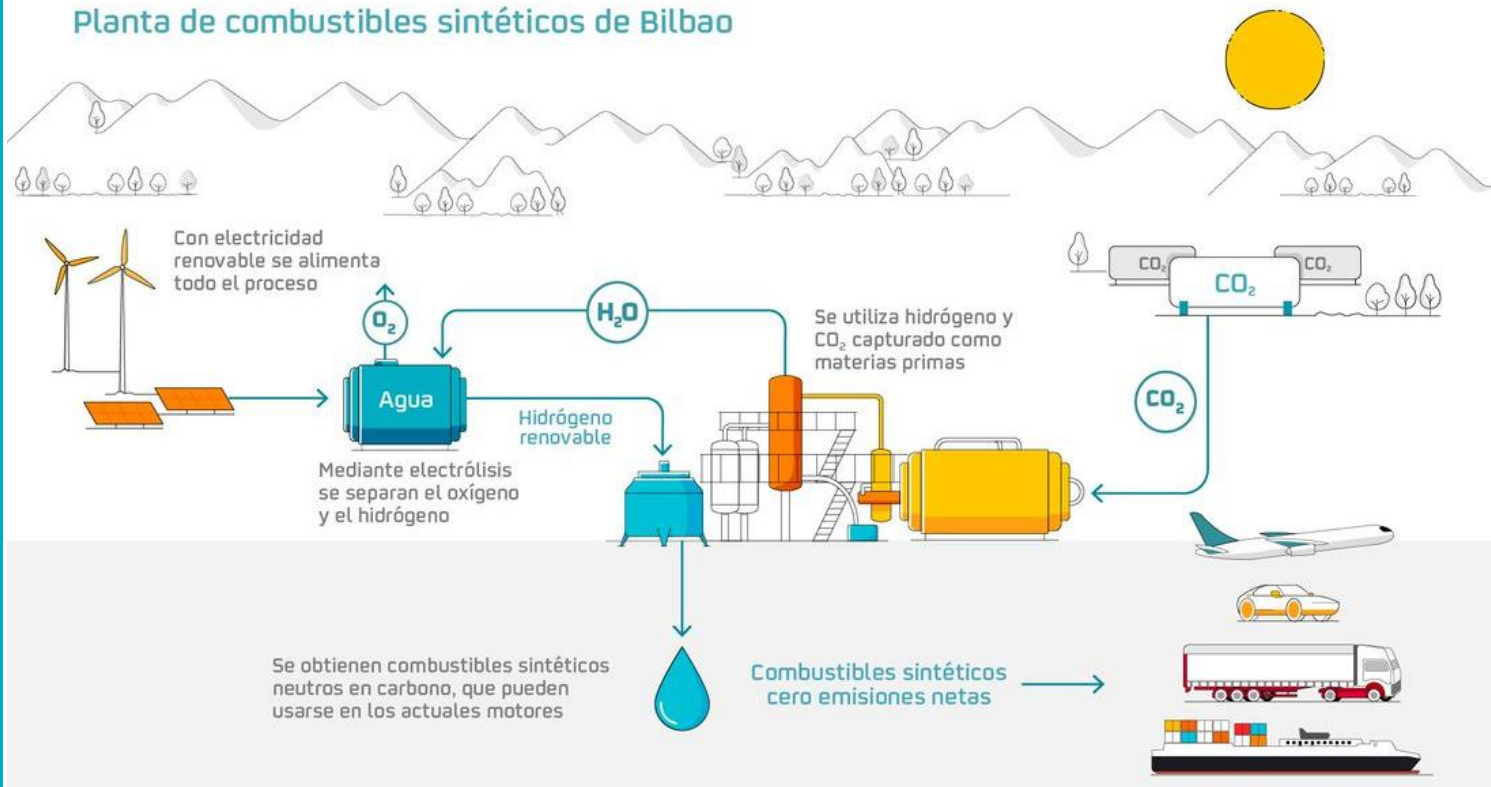 Planta de combustibles sintéticos de Bilbao
Con electricidad
renovable se alimenta
todo el proceso
O₂
H₂O
Se utiliza hidrógeno y
CO₂ capturado como
materias primas
CO₂
CO₂
CO₂
CO₂
Agua
Hidrógeno
renovable
Mediante electrólisis
se separan el oxígeno
y el hidrógeno
Se obtienen combustibles sintéticos
neutros en carbono, que pueden
usarse en los actuales motores
Combustibles sintéticos
cero emisiones netas